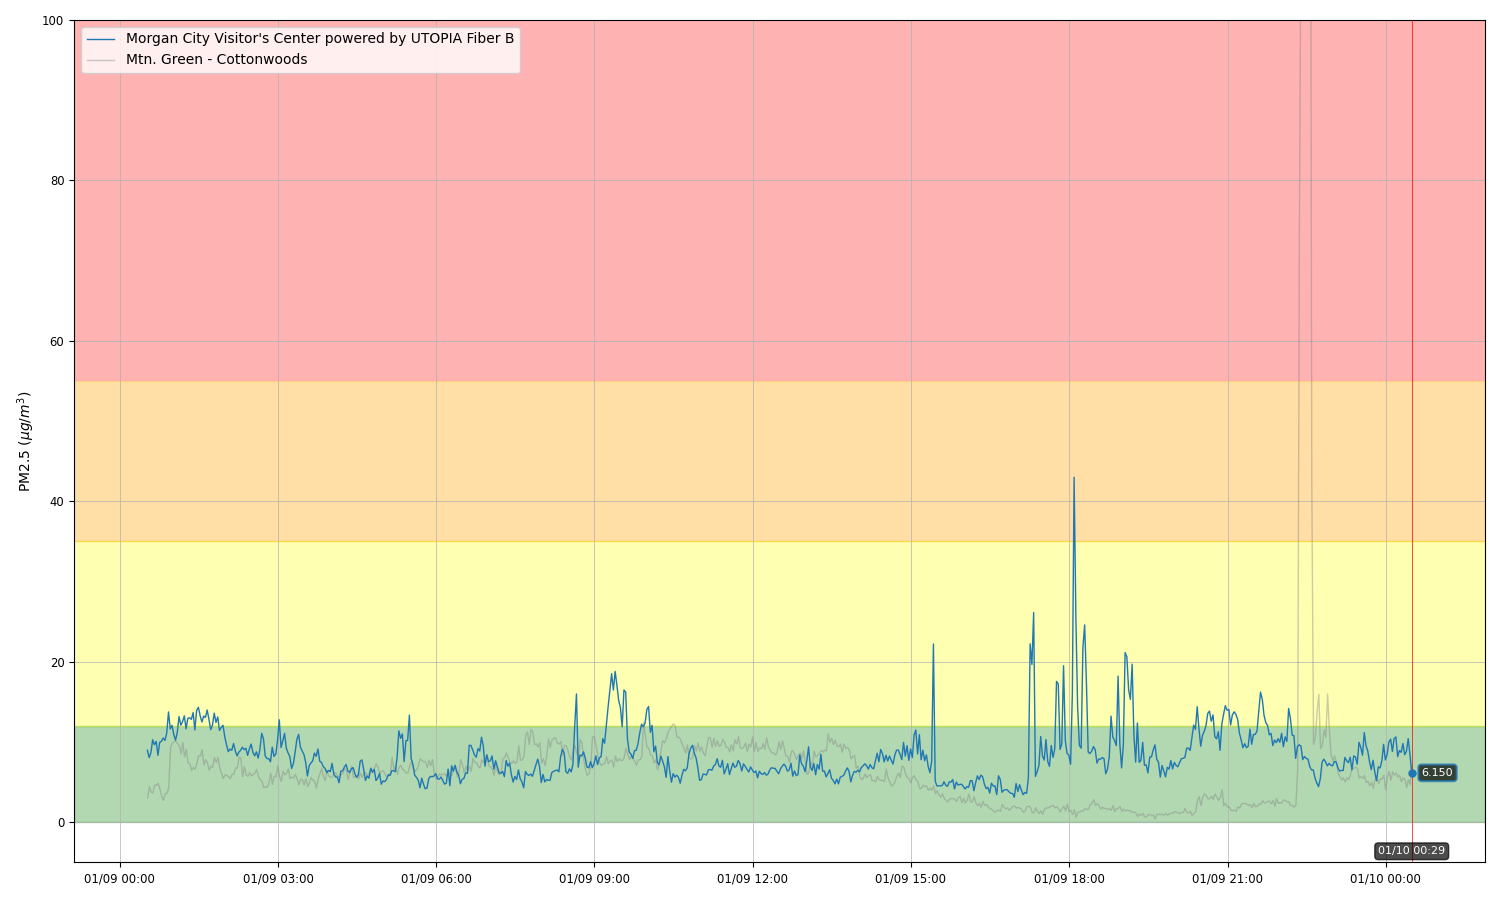 100
Morgan City Visitor's Center powered by UTOPIA Fiber B
Mtn. Green - Cottonwoods
80
60
PM2.5 (μg/m³)
40
20
6.150
0
01/10 00:29
01/09 00:00 01/09 03:00 01/09 06:00 01/09 09:00 01/09 12:00 01/09 15:00 01/09 18:00 01/09 21:00 01/10 00:00